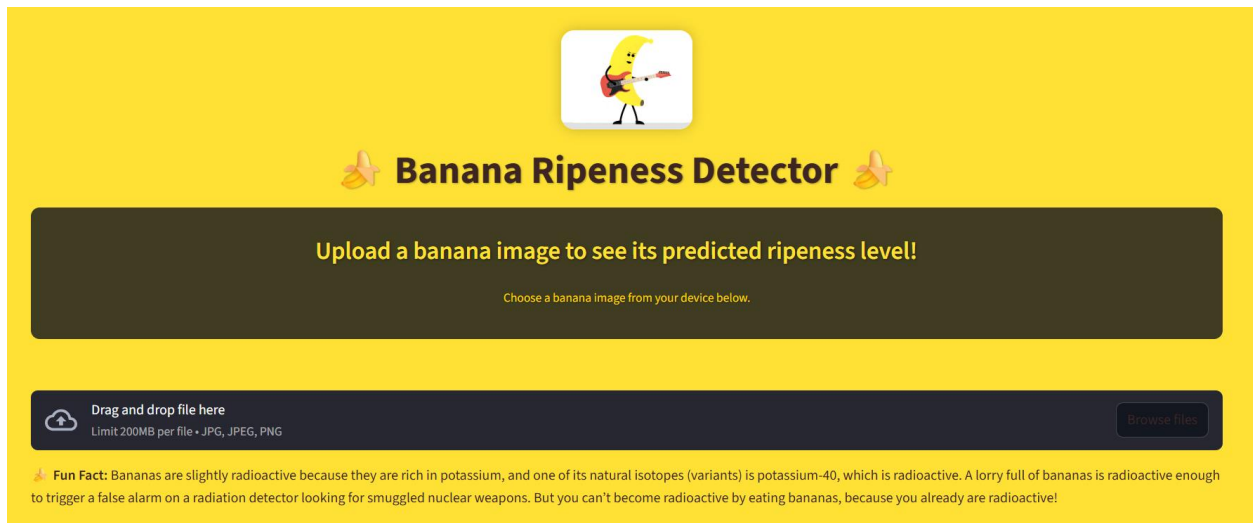 Banana Ripeness Detector
Upload a banana image to see its predicted ripeness level!
Choose a banana image from your device below.
Drag and drop file here
Limit 200MB per file • JPG, JPEG, PNG
Browse files
Fun Fact: Bananas are slightly radioactive because they are rich in potassium, and one of its natural isotopes (variants) is potassium-40, which is radioactive. A lorry full of bananas is radioactive enough
to trigger a false alarm on a radiation detector looking for smuggled nuclear weapons. But you can’t become radioactive by eating bananas, because you already are radioactive!